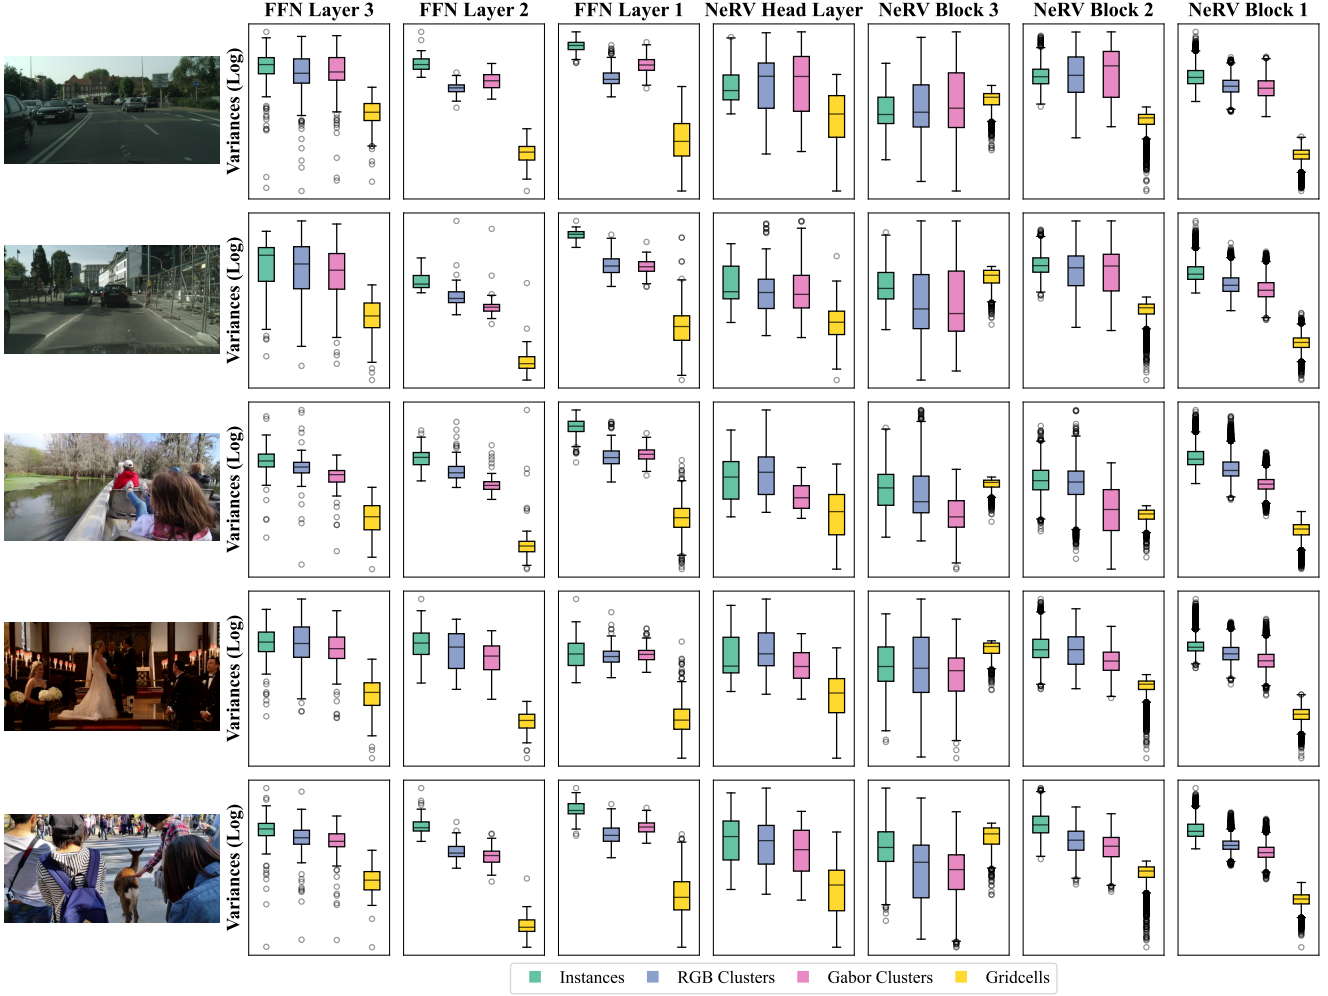 FFN Layer 3
FFN Layer 2
FFN Layer 1
NeRV Head Layer
NeRV Block 3
NeRV Block 2
NeRV Block 1
Variances (Log)
Variances (Log)
Variances (Log)
Variances (Log)
Variances (Log)
Instances
RGB Clusters
Gabor Clusters
Gridcells